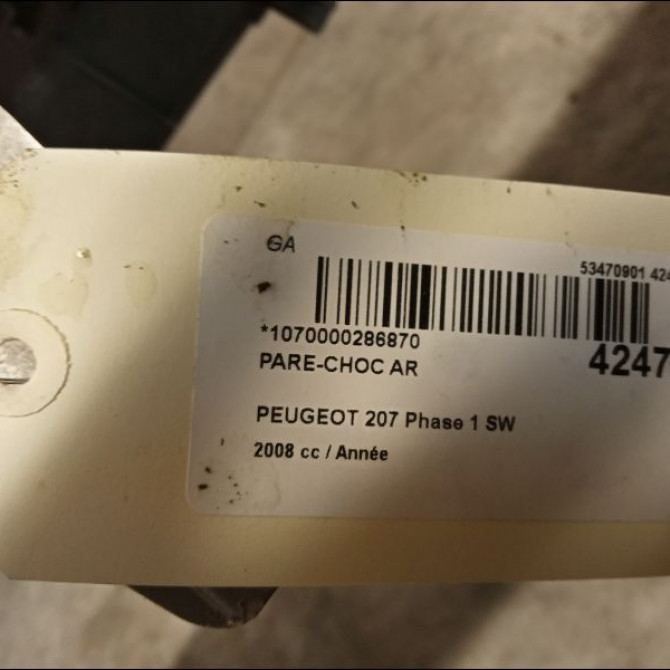 GA
53470901 424
*1070000286870
4247
PARE-CHOC AR
PEUGEOT 207 Phase 1 SW
2008 cc / Année